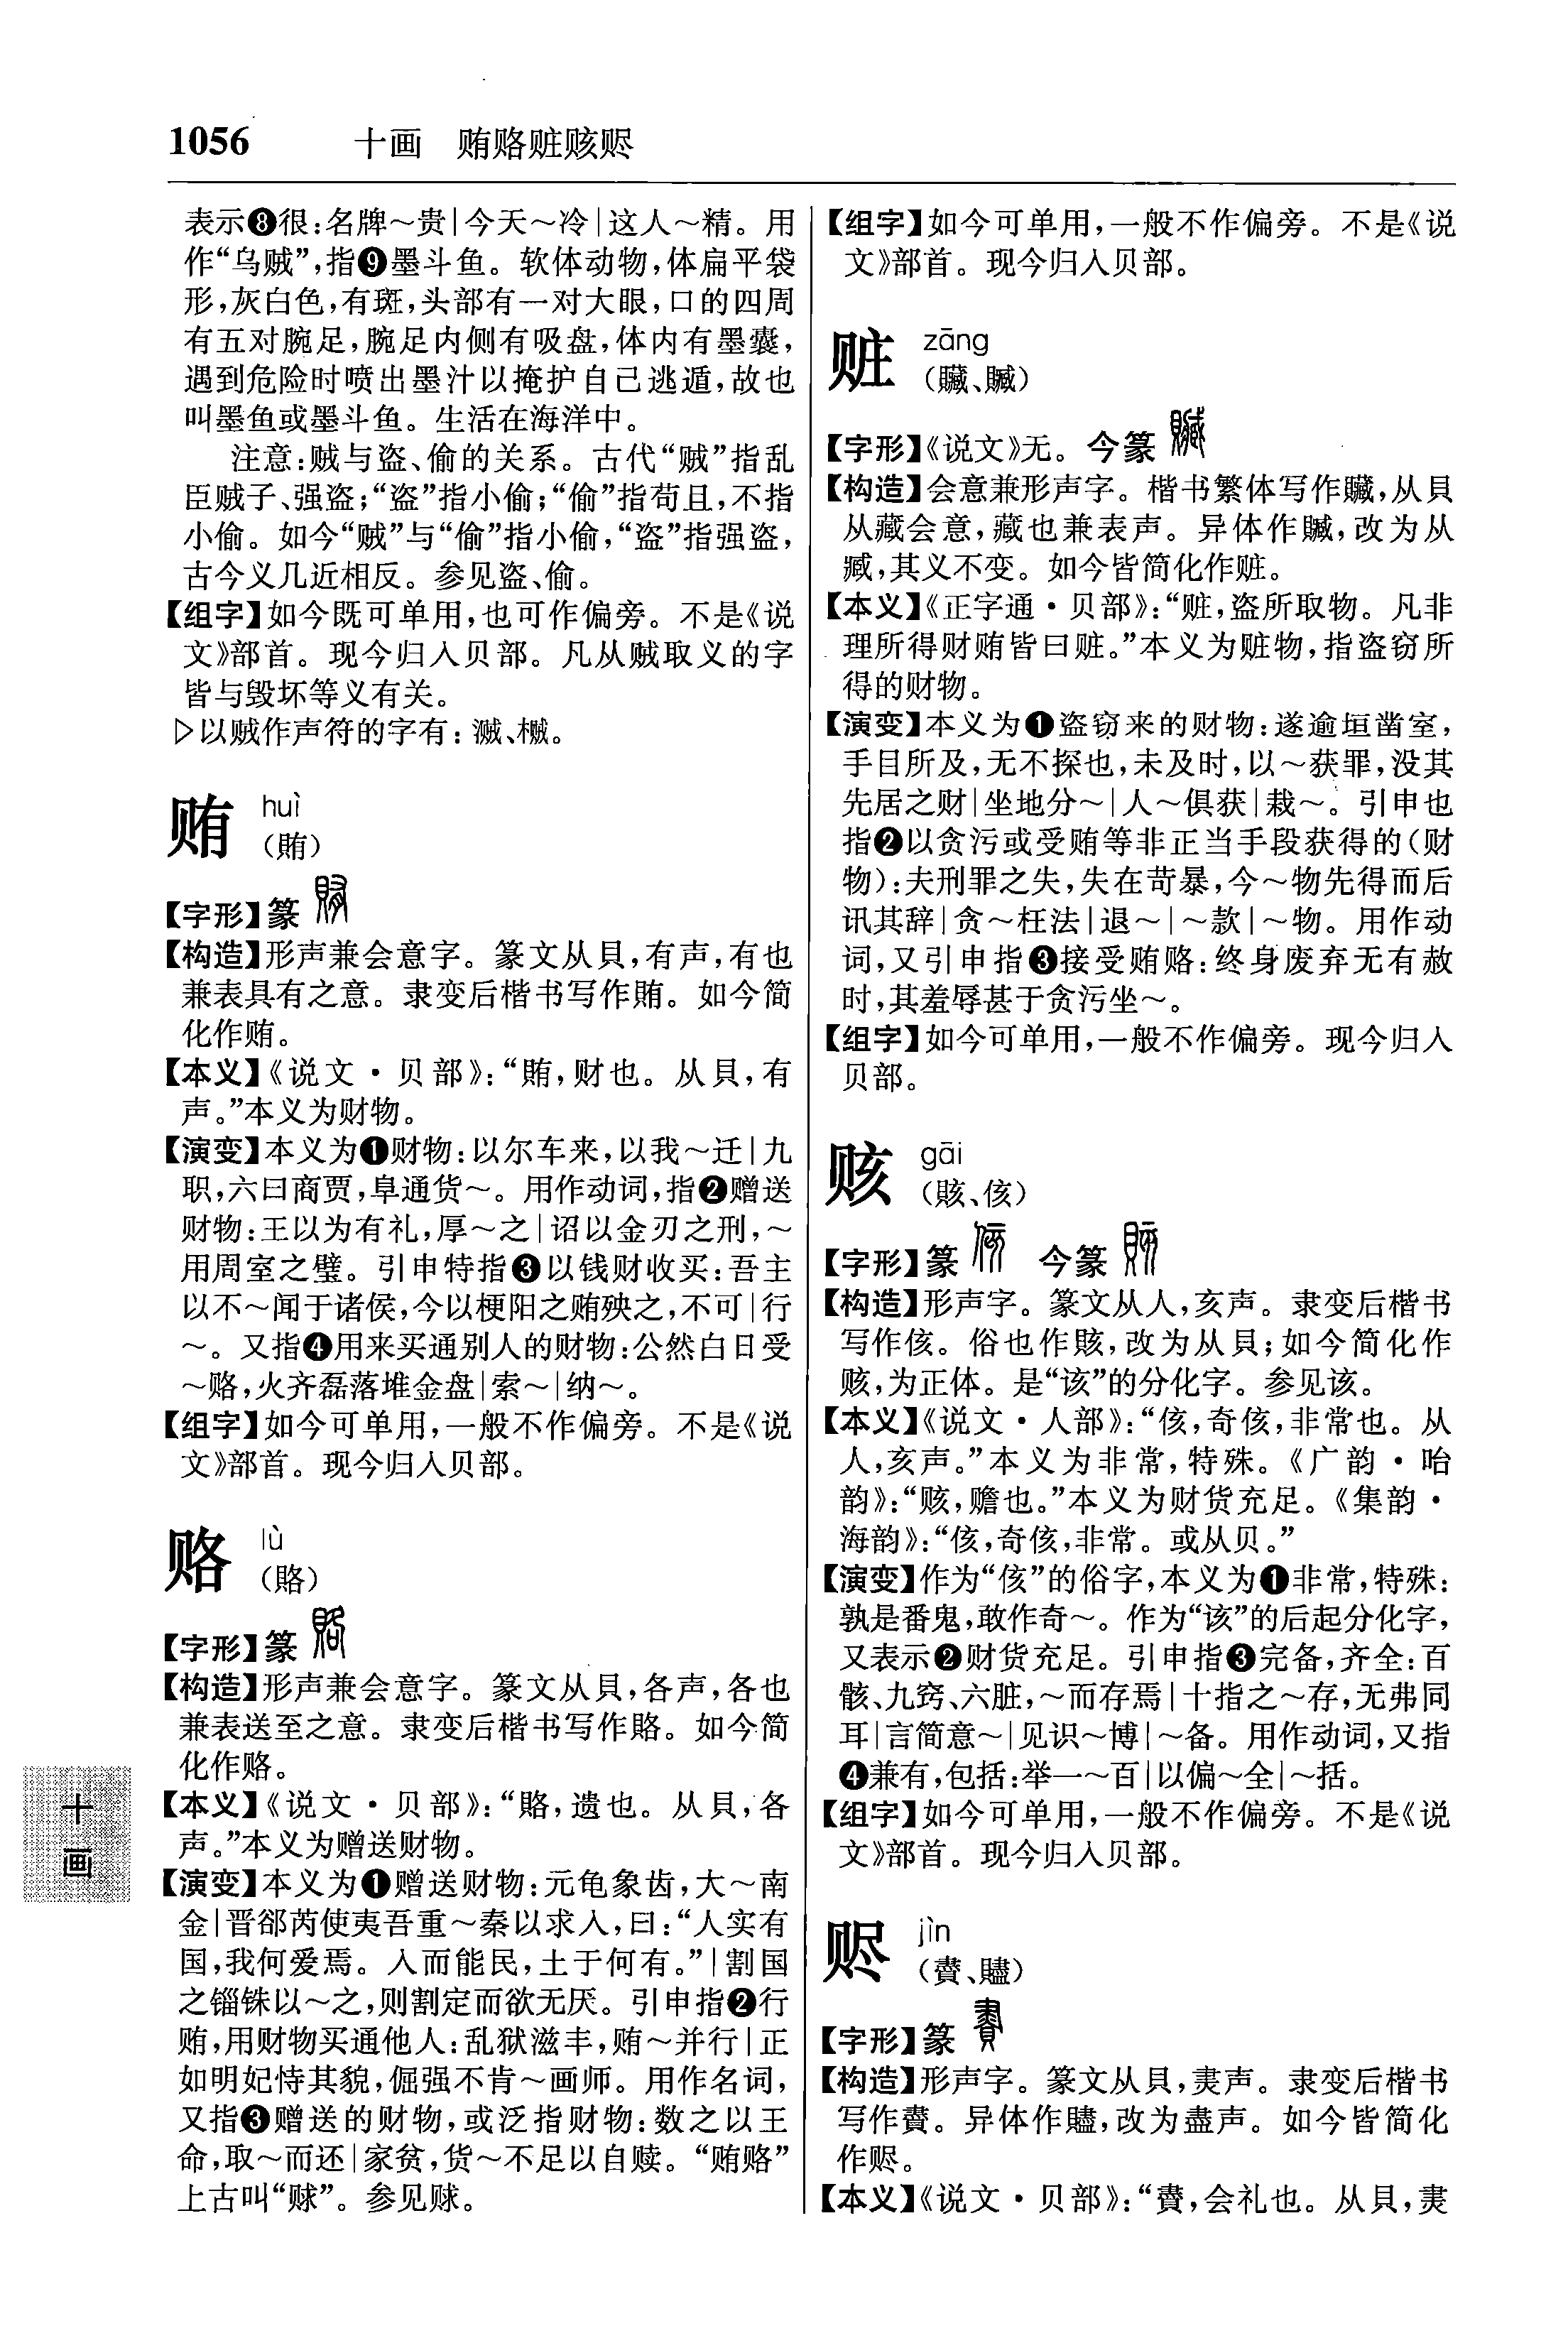 1056 十画 贿赂赃赅赆
表示❽很:名牌～贵|今天～冷|这人～精。用
作“乌贼”,指❾墨斗鱼。软体动物,体扁平袋
形,灰白色,有斑,头部有一对大眼,口的四周
有五对腕足,腕足内侧有吸盘,体内有墨囊,
遇到危险时喷出墨汁以掩护自己逃遁,故也
叫墨鱼或墨斗鱼。生活在海洋中。
注意:贼与盗、偷的关系。古代“贼”指乱
臣贼子、强盗;“盗”指小偷;“偷”指苟且,不指
小偷。如今“贼”与“偷”指小偷,“盗”指强盗,
古今义几近相反。参见盗、偷。
【组字】如今既可单用,也可作偏旁。不是《说
文》部首。现今归入贝部。凡从贼取义的字
皆与毁坏等义有关。
▷以贼作声符的字有:溅、樴。
贿 huì
(賄)
【字形】篆
【构造】形声兼会意字。篆文从貝,有声,有也
兼表具有之意。隶变后楷书写作賄。如今简
化作贿。
【本义】《说文·贝部》:“賄,财也。从貝,有
声。”本义为财物。
【演变】本义为❶财物:以尔车来,以我～迁|九
职,六曰商贾,阜通货～。用作动词,指❷赠送
财物:王以为有礼,厚～之|诏以金刃之刑,～
用周室之璧。引申特指❸以钱财收买:吾主
以不～闻于诸侯,今以梗阳之贿殃之,不可|行
～。又指❹用来买通别人的财物:公然白日受
～赂,火齐磊落堆金盘|索～|纳～。
【组字】如今可单用,一般不作偏旁。不是《说
文》部首。现今归入贝部。
赂 lù
(賂)
【字形】篆
【构造】形声兼会意字。篆文从貝,各声,各也
兼表送至之意。隶变后楷书写作賂。如今简
化作赂。
【本义】《说文·贝部》:“賂,遗也。从貝,各
声。”本义为赠送财物。
【演变】本义为❶赠送财物:元龟象齿,大～南
金|晋郤芮使夷吾重～秦以求入,曰:“人实有
国,我何爱焉。入而能民,土于何有。”|割国
之锱铢以～之,则割定而欲无厌。引申指❷行
贿,用财物买通他人:乱狱滋丰,贿～并行|正
如明妃恃其貌,倔强不肯～画师。用作名词,
又指❸赠送的财物,或泛指财物:数之以王
命,取～而还|家贫,货～不足以自赎。“贿赂”
上古叫“赇”。参见赇。
【组字】如今可单用,一般不作偏旁。不是《说
文》部首。现今归入贝部。
赃 zāng
(贜、贓)
【字形】《说文》无。今篆
【构造】会意兼形声字。楷书繁体写作贜,从貝
从藏会意,藏也兼表声。异体作贓,改为从
臧,其义不变。如今皆简化作赃。
【本义】《正字通·贝部》:“赃,盗所取物。凡非
理所得财贿皆曰赃。”本义为赃物,指盗窃所
得的财物。
【演变】本义为❶盗窃来的财物:遂逾垣凿室,
手目所及,无不探也,未及时,以～获罪,没其
先居之财|坐地分～|人～俱获|栽～。引申也
指❷以贪污或受贿等非正当手段获得的(财
物):夫刑罪之失,失在苛暴,今～物先得而后
讯其辞|贪～枉法|退～|～款|～物。用作动
词,又引申指❸接受贿赂:终身废弃无有赦
时,其羞辱甚于贪污坐～。
【组字】如今可单用,一般不作偏旁。现今归入
贝部。
赅 gāi
(賅、侅)
【字形】篆 今篆
【构造】形声字。篆文从人,亥声。隶变后楷书
写作侅。俗也作賅,改为从貝;如今简化作
赅,为正体。是“该”的分化字。参见该。
【本义】《说文·人部》:“侅,奇侅,非常也。从
人,亥声。”本义为非常,特殊。《广韵·咍
韵》:“赅,赡也。”本义为财货充足。《集韵·
海韵》:“侅,奇侅,非常。或从贝。”
【演变】作为“侅”的俗字,本义为❶非常,特殊:
孰是番鬼,敢作奇～。作为“该”的后起分化字,
又表示❷财货充足。引申指❸完备,齐全:百
骸、九窍、六脏,～而存焉|十指之～存,无弗同
耳|言简意～|见识～博|～备。用作动词,又指
❹兼有,包括:举一～百|以偏～全|～括。
【组字】如今可单用,一般不作偏旁。不是《说
文》部首。现今归入贝部。
赆 jìn
(賮、贐)
【字形】篆
【构造】形声字。篆文从貝,㶳声。隶变后楷书
写作賮。异体作贐,改为盡声。如今皆简化
作赆。
【本义】《说文·贝部》:“賮,会礼也。从貝,㶳
十
画